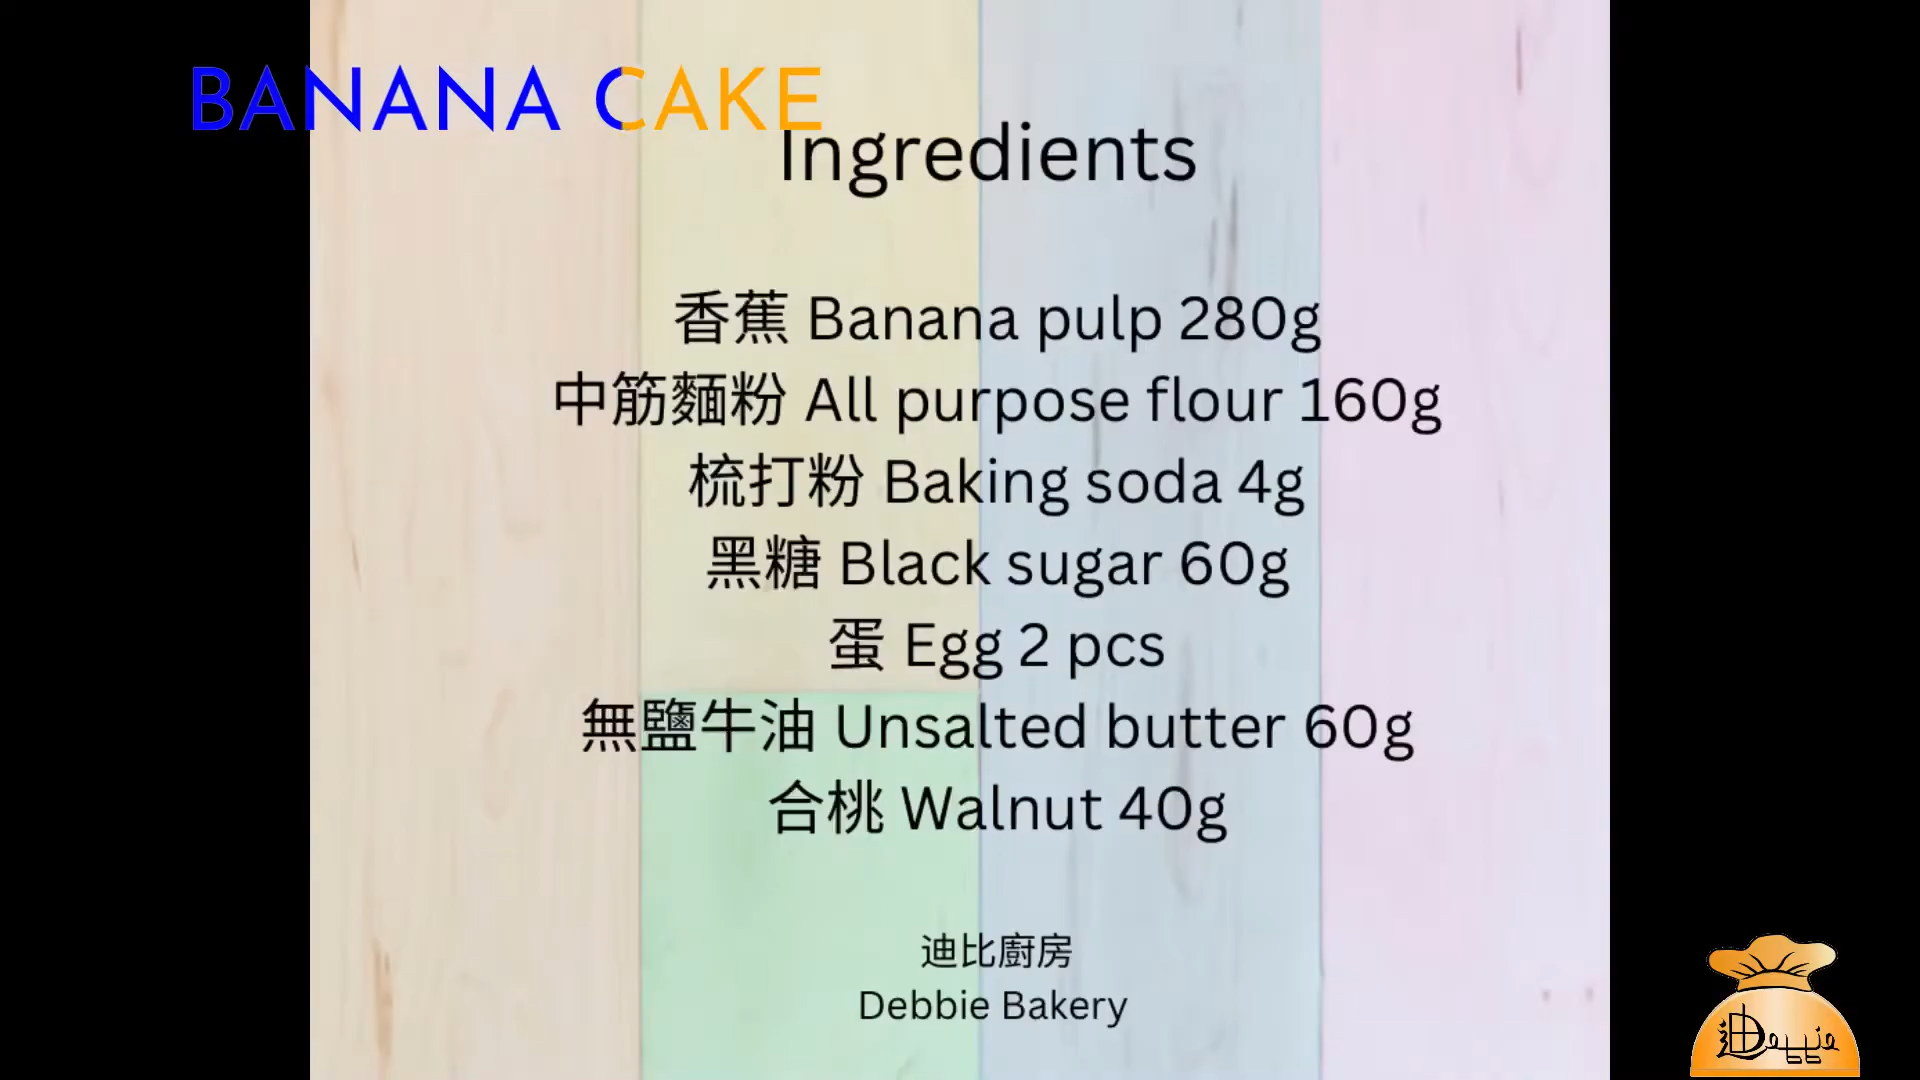 BANANA CAKE
Ingredients
香蕉 Banana pulp 280g
中筋麵粉 All purpose flour 160g
梳打粉 Baking soda 4g
黑糖 Black sugar 60g
蛋 Egg 2 pcs
無鹽牛油 Unsalted butter 60g
合桃 Walnut 40g
迪比廚房
Debbie Bakery
迪 Debbie